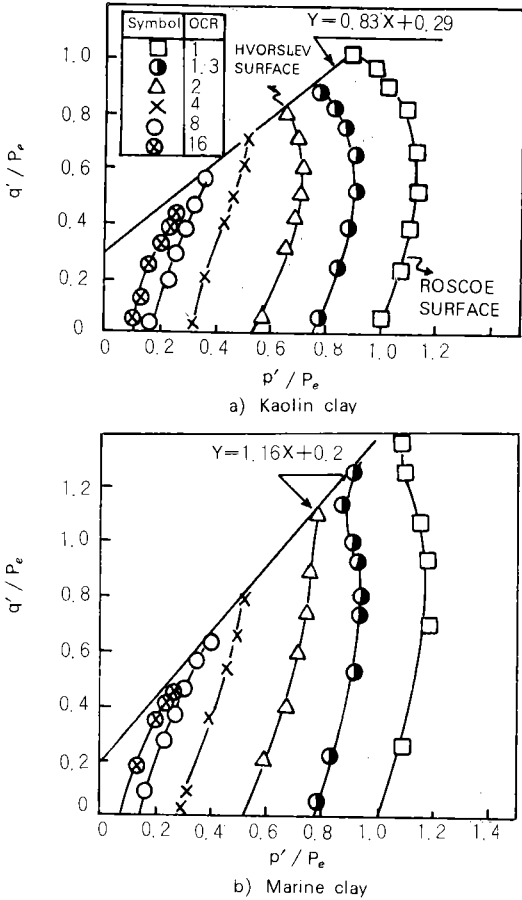 Y=0.83X+0.29
Symbol OCR
1
1.3
2
4
8
16
HVORSLEV
SURFACE
ROSCOE
SURFACE
q'/Pe
1.0
0.8
0.6
0.4
0.2
0
0 0.2 0.4 0.6 0.8 1.0 1.2
p'/Pe
a) Kaolin clay
Y=1.16X+0.2
q'/Pe
1.2
1.0
0.8
0.6
0.4
0.2
0
0 0.2 0.4 0.6 0.8 1.0 1.2
p'/Pe
b) Marine clay